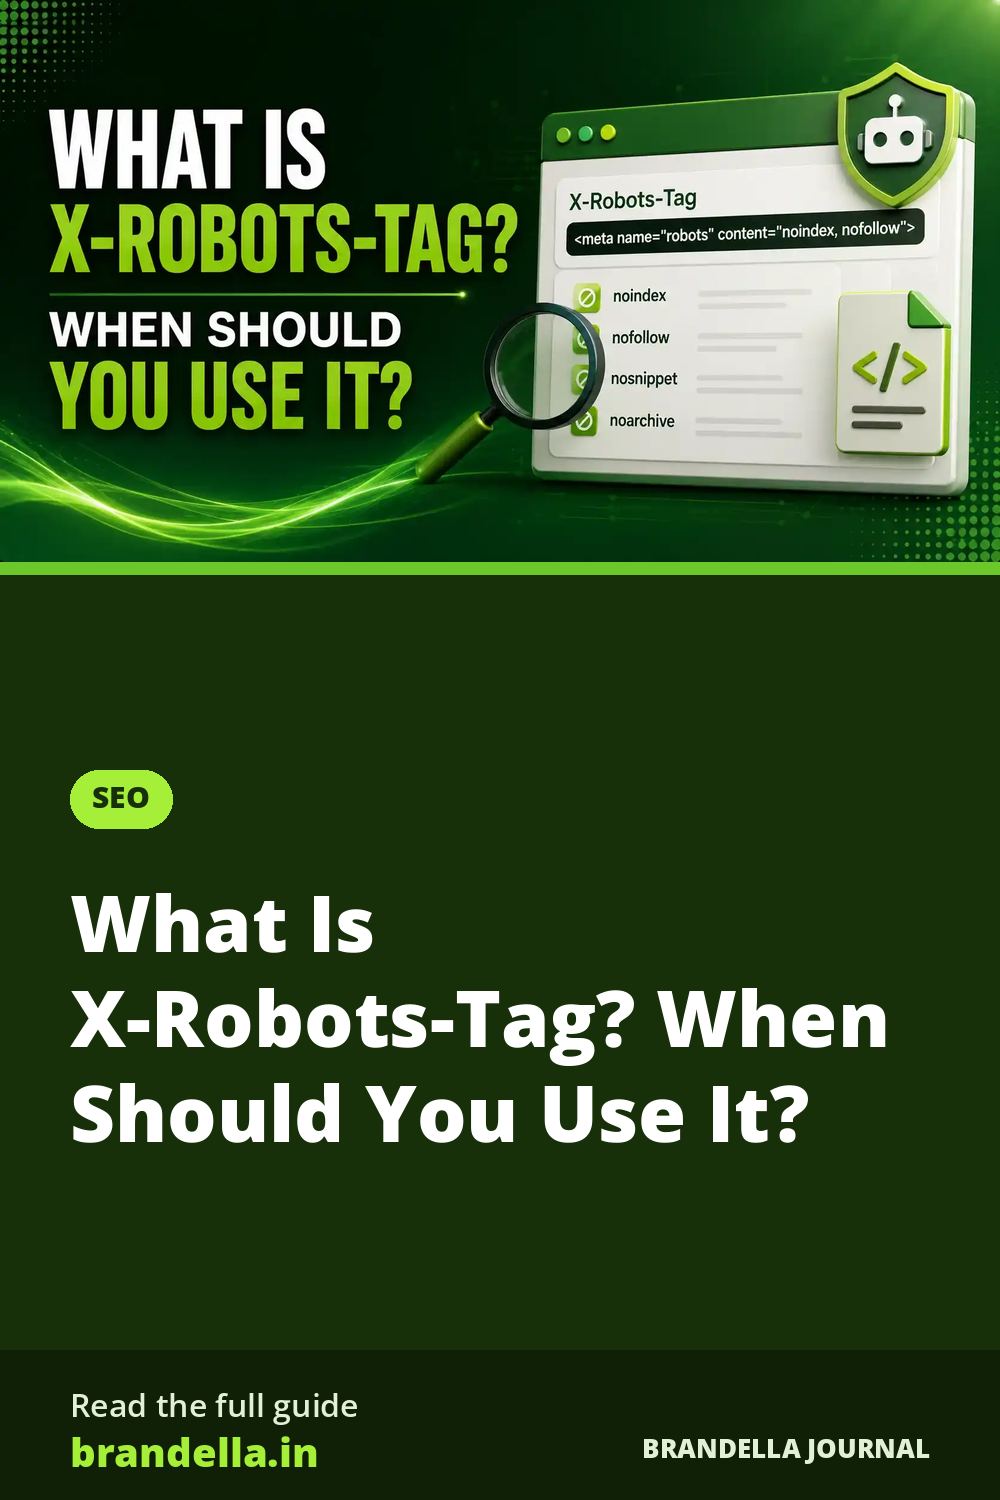 WHAT IS
X-ROBOTS-TAG?
WHEN SHOULD
YOU USE IT?
X-Robots-Tag
<meta name="robots" content="noindex, nofollow">
noindex
nofollow
nosnippet
noarchive
</>
SEO
What Is
X-Robots-Tag? When
Should You Use It?
Read the full guide
brandella.in
BRANDELLA JOURNAL